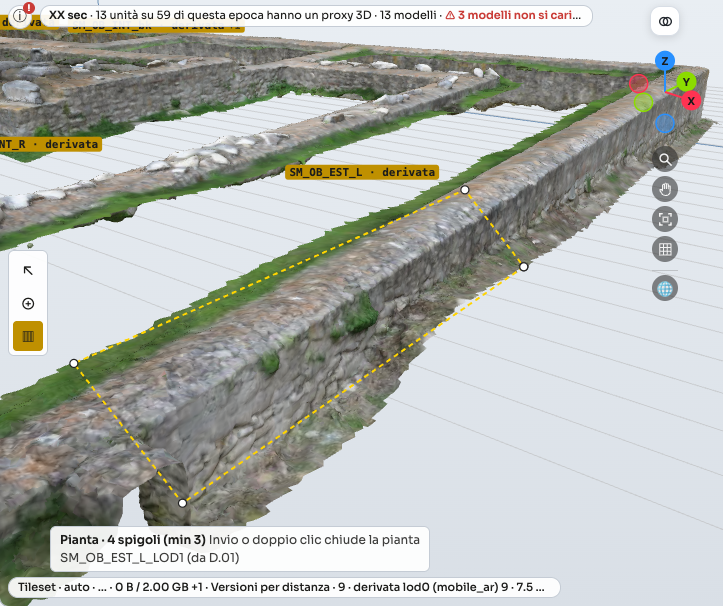 XX sec · 13 unità su 59 di questa epoca hanno un proxy 3D · 13 modelli · ⚠ 3 modelli non si cari…
derivata
Z
Y
X
NT_R · derivata
SM_OB_EST_L · derivata
Pianta · 4 spigoli (min 3) Invio o doppio clic chiude la pianta
SM_OB_EST_L_LOD1 (da D.01)
Tileset · auto · … · 0 B / 2.00 GB +1 · Versioni per distanza · 9 · derivata lod0 (mobile_ar) 9 · 7.5 …